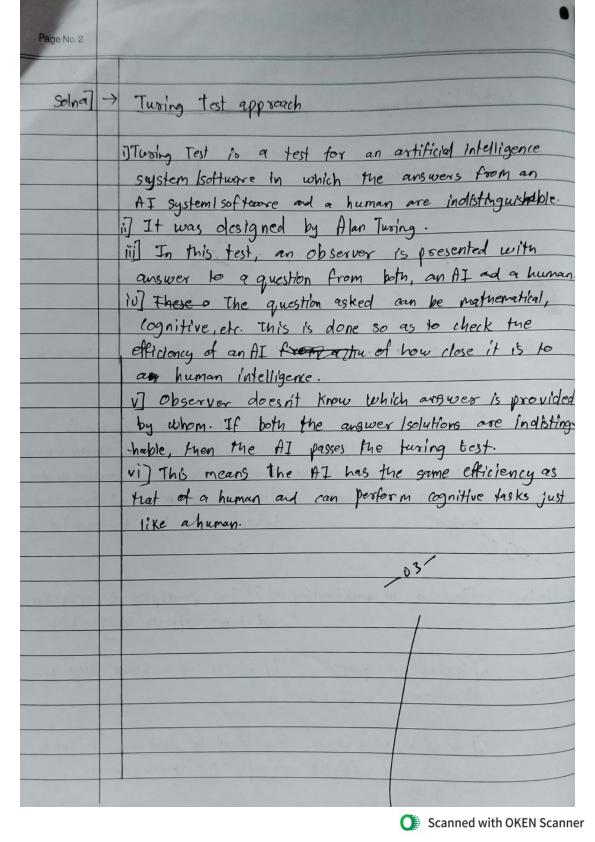 Page No. 2
Solna] → Turing test approach
i] Turing Test is a test for an artificial intelligence
system/software in which the answers from an
AI system/software and a human are indistinguishable.
ii] It was designed by Alan Turing.
iii] In this test, an observer is presented with
answer to a question from both, an AI ad a human.
iv] These The question asked can be mathematical,
cognitive, etc. This is done so as to check the
efficiency of an AI of how close it is to
human intelligence.
v] Observer doesn't know which answer is provided
by whom. If both the answer/solutions are indisting-
-hable, then the AI passes the turing test.
vi] This means the AI has the same efficiency as
that of a human and can perform cognitive tasks just
like a human.
-03-
Scanned with OKEN Scanner